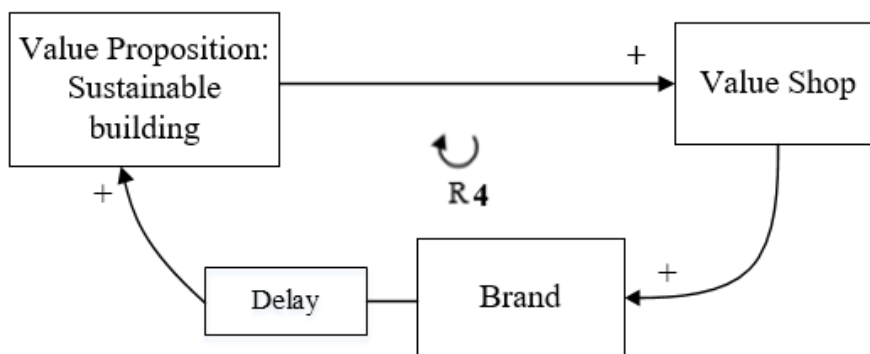 Value Proposition:
Sustainable
building
+
Value Shop
R4
+
+
Delay
Brand